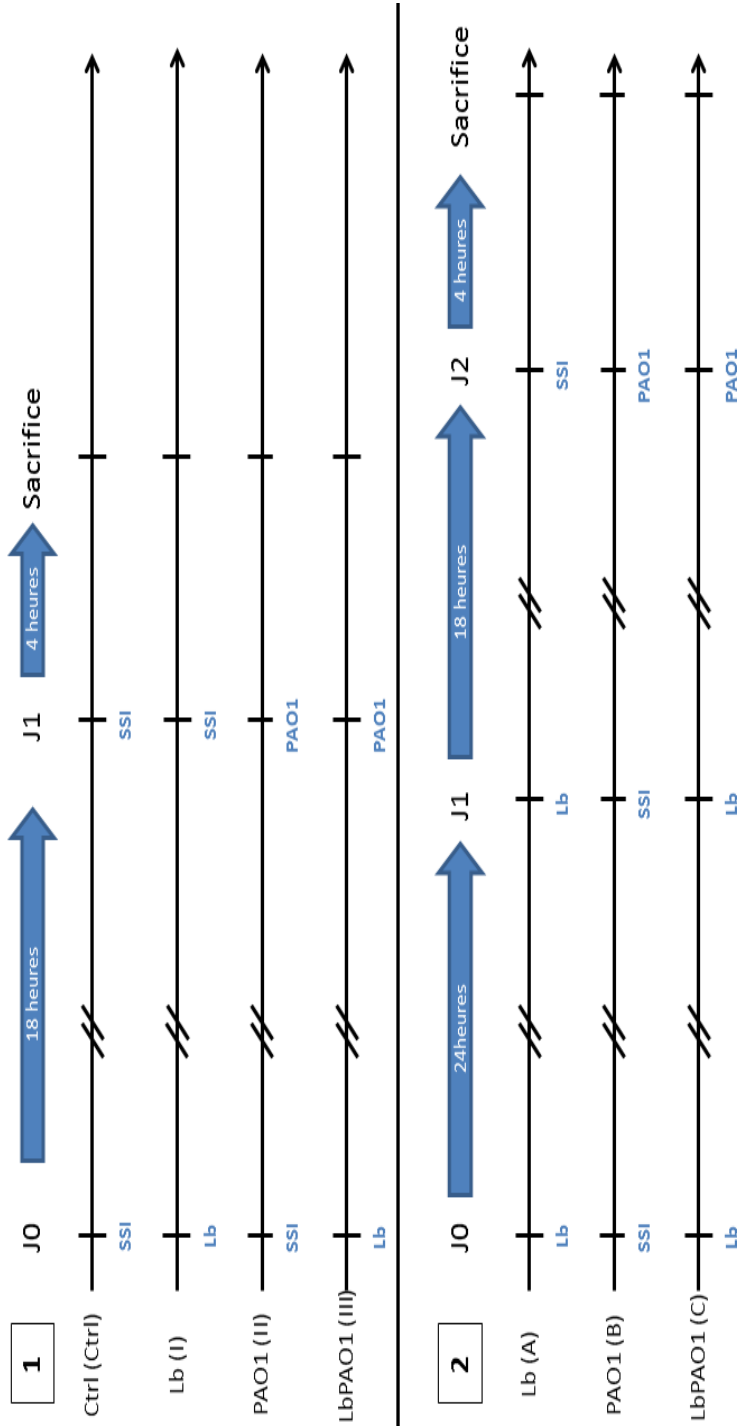 1
J0
18 heures
J1
4 heures
Sacrifice
Ctrl (Ctrl)
SSI
SSI
Lb (I)
Lb
SSI
PAO1 (II)
SSI
PAO1
LbPAO1 (III)
Lb
PAO1
2
J0
24heures
J1
18 heures
J2
4 heures
Sacrifice
Lb (A)
Lb
Lb
SSI
PAO1 (B)
SSI
SSI
PAO1
LbPAO1 (C)
Lb
Lb
PAO1